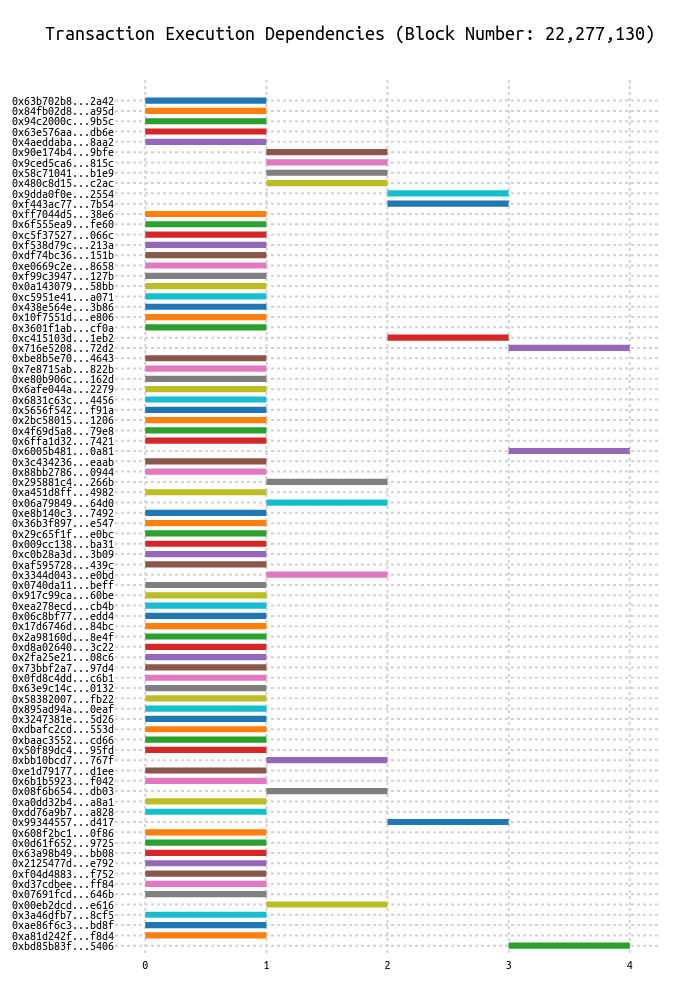 Transaction Execution Dependencies (Block Number: 22,277,130)
0x63b702b8...2a42
0x84fb02d8...a95d
0x94c2000c...9b5c
0x63e576aa...db6e
0x4aeddaba...8aa2
0x90e174b4...9bfe
0x9ced5ca6...815c
0x58c71041...b1e9
0x480c8d15...c2ac
0x9dda0f0e...2554
0xf443ac77...7b54
0xff7044d5...38e6
0x6f555ea9...fe60
0xc5f37527...066c
0xf538d79c...213a
0xdf74bc36...151b
0xe0669c2e...8658
0xf99c3947...127b
0x0a143079...58bb
0xc5951e41...a071
0x438e564e...3b86
0x10f7551d...e806
0x3601f1ab...cf0a
0xc415103d...1eb2
0x716e5208...72d2
0xbe8b5e70...4643
0x7e8715ab...822b
0xe80b906c...162d
0x6afe044a...2279
0x6831c63c...4456
0x5656f542...f91a
0x2bc58015...1206
0x4f69d5a8...79e8
0x6ffa1d32...7421
0x6005b481...0a81
0x3c434236...eaab
0x88bb2786...0944
0x295881c4...266b
0xa451d8ff...4982
0x06a79849...64d0
0xe8b140c3...7492
0x36b3f897...e547
0x29c65f1f...e0bc
0x009cc138...ba31
0xc0b28a3d...3b09
0xaf595728...439c
0x3344d043...e0bd
0x0740da11...beff
0x917c99ca...60be
0xea278ecd...cb4b
0x06c8bf77...edd4
0x17d6746d...84bc
0x2a98160d...8e4f
0xd8a02640...3c22
0x2fa25e21...08c6
0x73bbf2a7...97d4
0x0fd8c4dd...c6b1
0x63e9c14c...0132
0x58382007...fb22
0x895ad94a...0eaf
0x3247381e...5d26
0xdbafc2cd...553d
0xbaac3552...cd66
0x50f89dc4...95fd
0xbb10bcd7...767f
0xe1d79177...d1ee
0x6b1b5923...f042
0x08f6b654...db03
0xa0dd32b4...a8a1
0xdd76a9b7...a828
0x99344557...d417
0x608f2bc1...0f86
0x0d61f652...9725
0x63a98b49...bb08
0x2125477d...e792
0xf04d4883...f752
0xd37cdbee...ff84
0x07691fcd...646b
0x00eb2dcd...e616
0x3a46dfb7...8cf5
0xae86f6c3...bd8f
0xa81d242f...f8d4
0xbd85b83f...5406
0 1 2 3 4